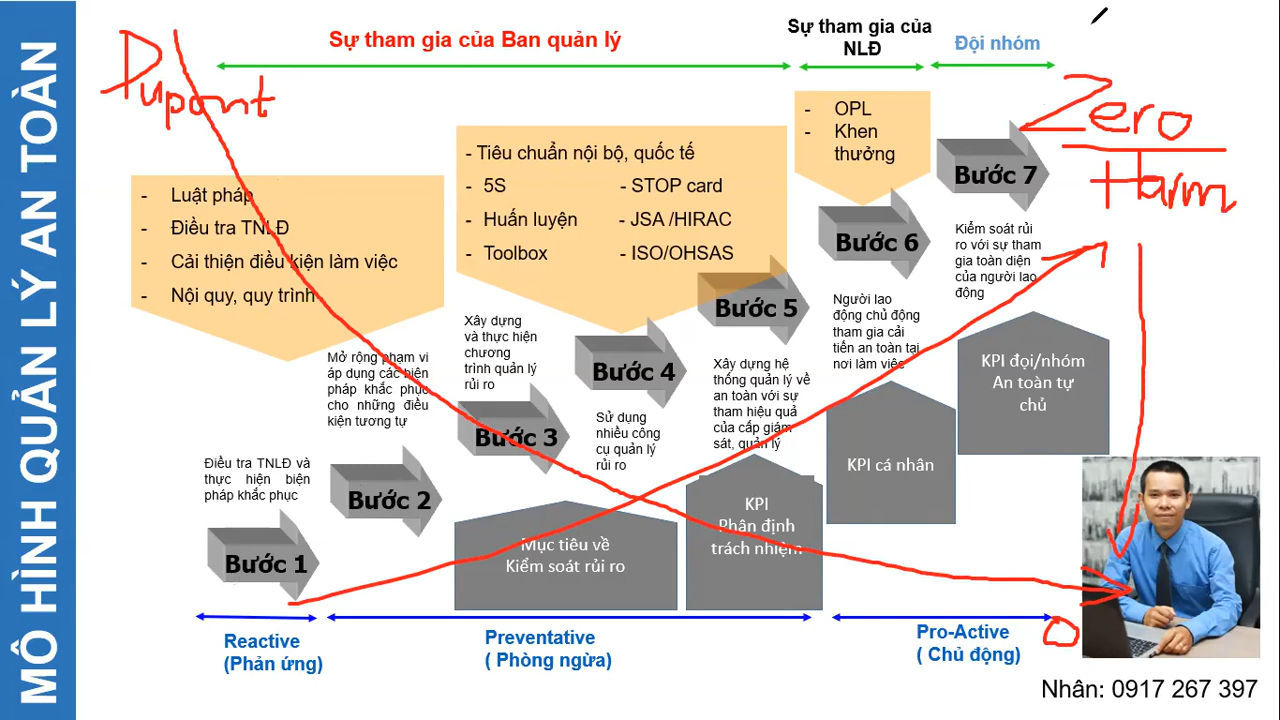 MÔ HÌNH QUẢN LÝ AN TOÀN
Sự tham gia của Ban quản lý
Sự tham gia của
NLĐ
Đội nhóm
Dupont
Zero
Harm
- Luật pháp
- Điều tra TNLĐ
- Cải thiện điều kiện làm việc
- Nội quy, quy trình
- Tiêu chuẩn nội bộ, quốc tế
- 5S - STOP card
- Huấn luyện - JSA /HIRAC
- Toolbox - ISO/OHSAS
- OPL
- Khen
thưởng
Bước 1
Điều tra TNLĐ và
thực hiện biện
pháp khắc phục
Bước 2
Mở rộng phạm vi
áp dụng các biện
pháp khắc phục
cho những điều
kiện tương tự
Bước 3
Xây dựng
và thực hiện
chương
trình quản lý
rủi ro
Bước 4
Sử dụng
nhiều công
cụ quản lý
rủi ro
Bước 5
Xây dựng hệ
thống quản lý về
an toàn với sự
tham hiệu quả
của cấp giám
sát, quản lý
Bước 6
Người lao
động chủ động
tham gia cải
tiến an toàn tại
nơi làm việc
Bước 7
Kiểm soát rủi
ro với sự tham
gia toàn diện
của người lao
động
Mục tiêu về
Kiểm soát rủi ro
KPI
Phân định
trách nhiệm
KPI cá nhân
KPI đọi/nhóm
An toàn tự
chủ
Reactive
(Phản ứng)
Preventative
( Phòng ngừa)
Pro-Active
( Chủ động)
Nhân: 0917 267 397